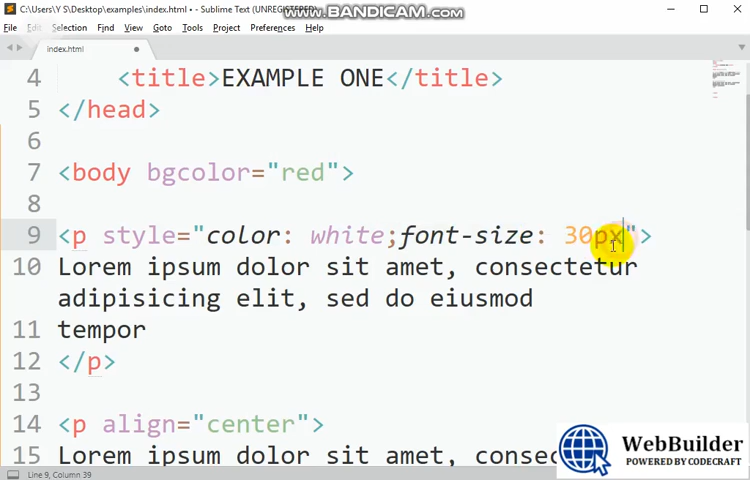 C:\Users\Y S\Desktop\examples\index.html • - Sublime Text (UNREGISTERED)
WWW.BANDICAM.COM
File Edit Selection Find View Goto Tools Project Preferences Help
index.html
4 <title>EXAMPLE ONE</title>
5 </head>
6
7 <body bgcolor="red">
8
9 <p style="color: white;font-size: 30px">
10 Lorem ipsum dolor sit amet, consectetur
adipisicing elit, sed do eiusmod
11 tempor
12 </p>
13
14 <p align="center">
15 Lorem ipsum dolor sit amet,
WebBuilder
POWERED BY CODECRAFT
Line 9, Column 39